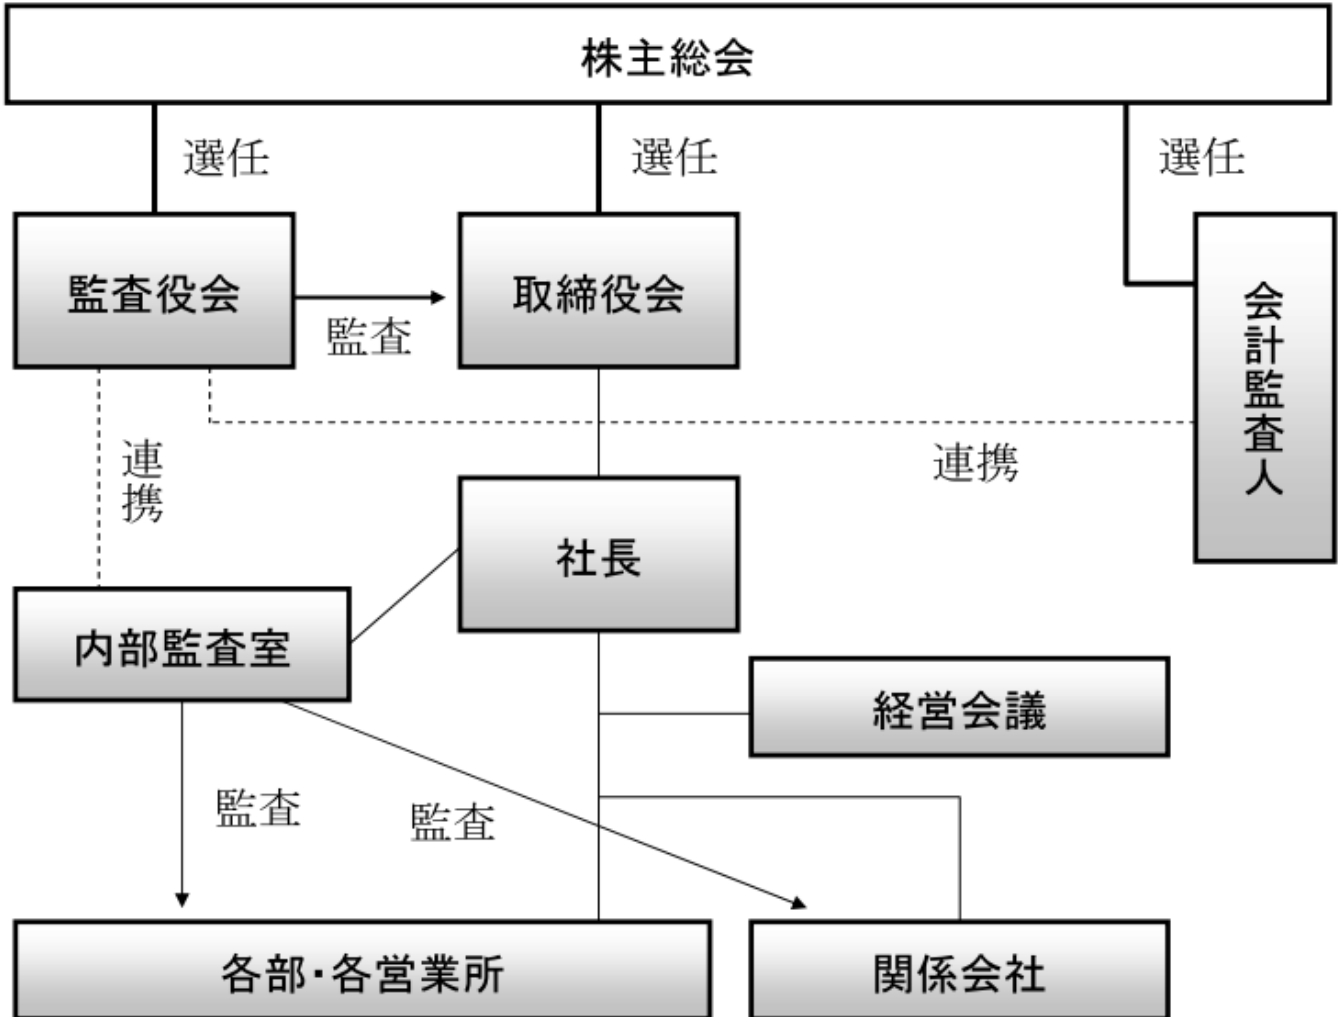 株主総会
選任
選任
選任
監査役会
監査
取締役会
会計監査人
連携
連携
社長
内部監査室
経営会議
監査
監査
各部・各営業所
関係会社